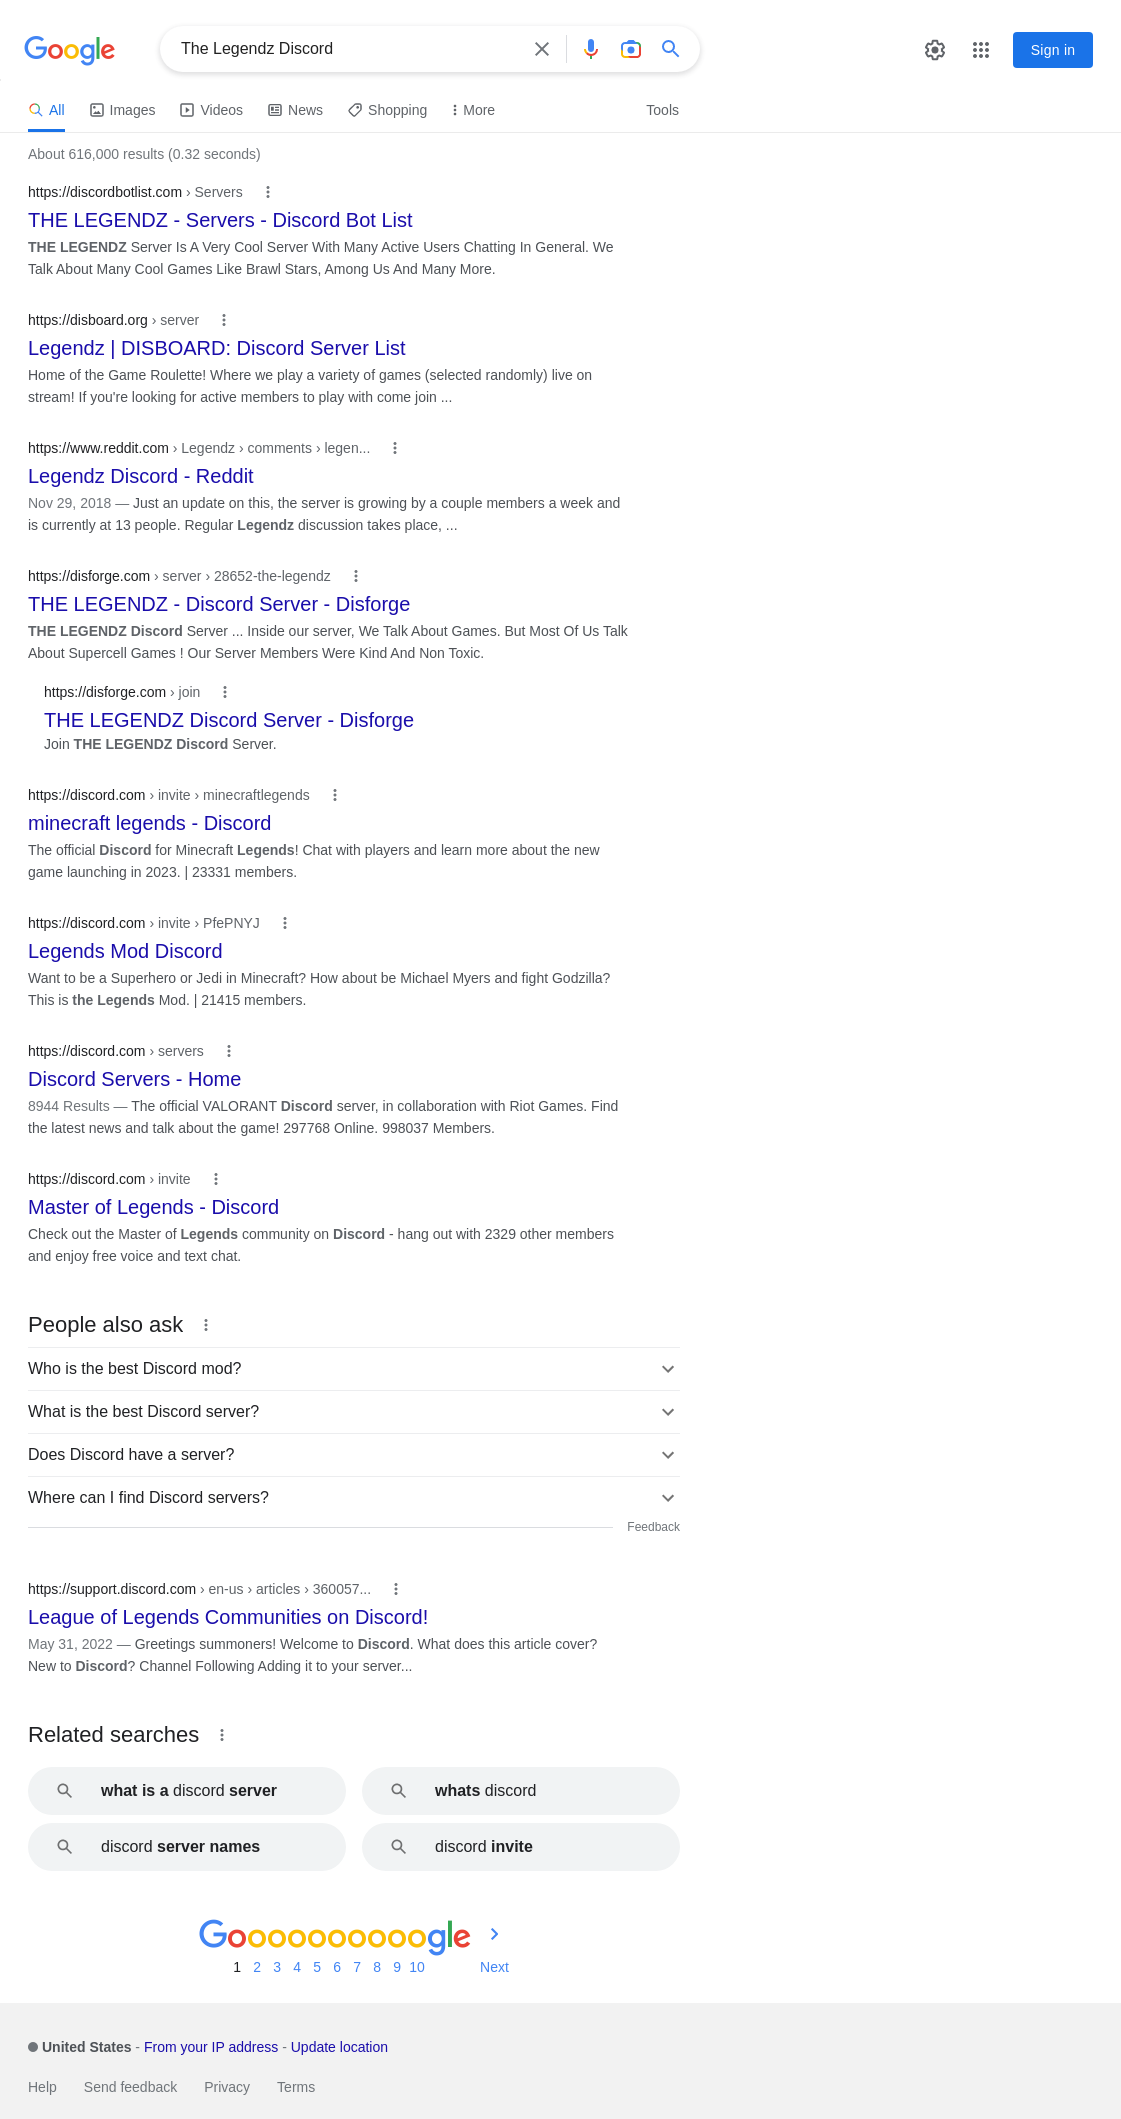 Google
The Legendz Discord
Sign in
All Images Videos News Shopping More Tools
About 616,000 results (0.32 seconds)
https://discordbotlist.com › Servers
THE LEGENDZ - Servers - Discord Bot List
THE LEGENDZ Server Is A Very Cool Server With Many Active Users Chatting In General. We
Talk About Many Cool Games Like Brawl Stars, Among Us And Many More.
https://disboard.org › server
Legendz | DISBOARD: Discord Server List
Home of the Game Roulette! Where we play a variety of games (selected randomly) live on
stream! If you're looking for active members to play with come join ...
https://www.reddit.com › Legendz › comments › legen...
Legendz Discord - Reddit
Nov 29, 2018 — Just an update on this, the server is growing by a couple members a week and
is currently at 13 people. Regular Legendz discussion takes place, ...
https://disforge.com › server › 28652-the-legendz
THE LEGENDZ - Discord Server - Disforge
THE LEGENDZ Discord Server ... Inside our server, We Talk About Games. But Most Of Us Talk
About Supercell Games ! Our Server Members Were Kind And Non Toxic.
https://disforge.com › join
THE LEGENDZ Discord Server - Disforge
Join THE LEGENDZ Discord Server.
https://discord.com › invite › minecraftlegends
minecraft legends - Discord
The official Discord for Minecraft Legends! Chat with players and learn more about the new
game launching in 2023. | 23331 members.
https://discord.com › invite › PfePNYJ
Legends Mod Discord
Want to be a Superhero or Jedi in Minecraft? How about be Michael Myers and fight Godzilla?
This is the Legends Mod. | 21415 members.
https://discord.com › servers
Discord Servers - Home
8944 Results — The official VALORANT Discord server, in collaboration with Riot Games. Find
the latest news and talk about the game! 297768 Online. 998037 Members.
https://discord.com › invite
Master of Legends - Discord
Check out the Master of Legends community on Discord - hang out with 2329 other members
and enjoy free voice and text chat.
People also ask
Who is the best Discord mod?
What is the best Discord server?
Does Discord have a server?
Where can I find Discord servers?
Feedback
https://support.discord.com › en-us › articles › 360057...
League of Legends Communities on Discord!
May 31, 2022 — Greetings summoners! Welcome to Discord. What does this article cover?
New to Discord? Channel Following Adding it to your server...
Related searches
what is a discord server
whats discord
discord server names
discord invite
Goooooooooogle
1 2 3 4 5 6 7 8 9 10 Next
United States - From your IP address - Update location
Help Send feedback Privacy Terms